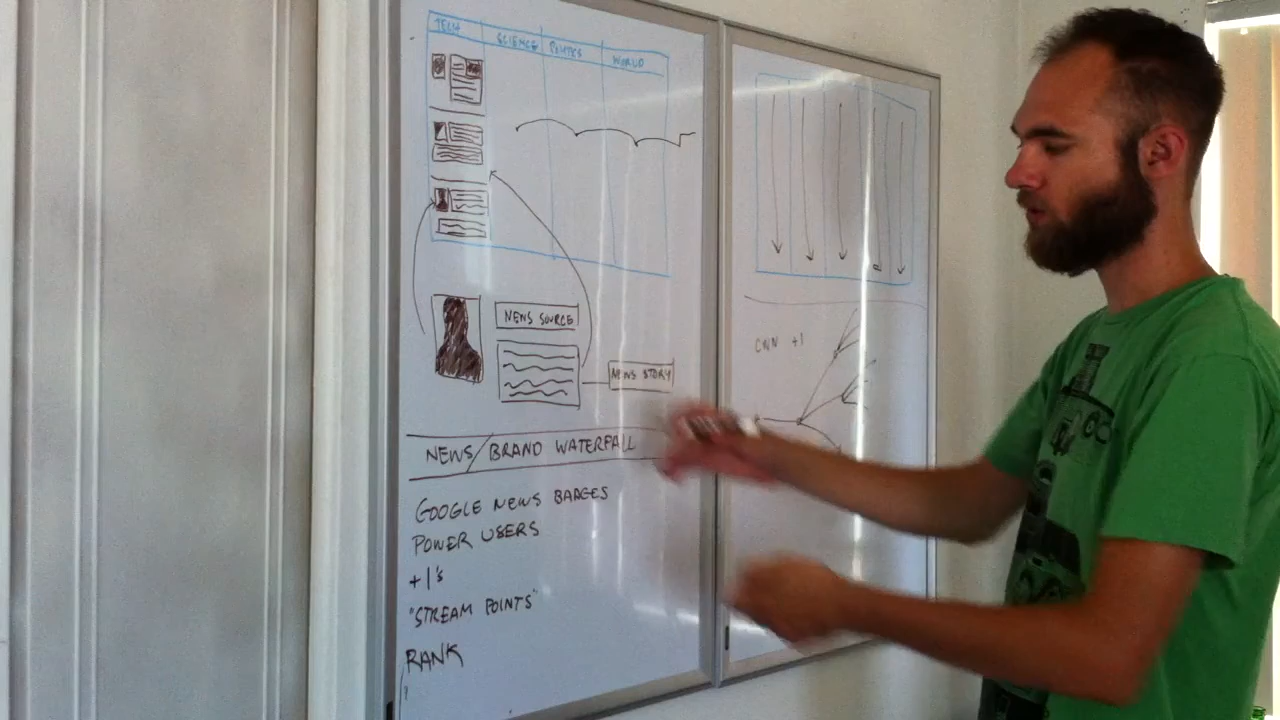 TECH SCIENCE POLITCS WORLD
NEWS SOURCE
NEWS STORY
CNN +1
NEWS/BRAND WATERFALL
GOOGLE NEWS BADGES
POWER USERS
+1's
"STREAM POINTS"
RANK